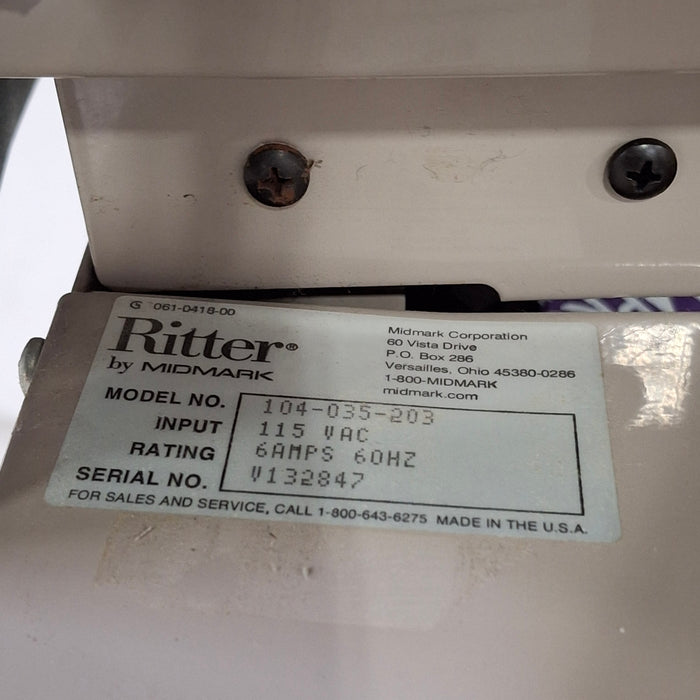 061-0418-00
Ritter®
by MIDMARK
Midmark Corporation
60 Vista Drive
P.O. Box 286
Versailles, Ohio 45380-0286
1-800-MIDMARK
midmark.com
MODEL NO. 104-035-203
INPUT 115 VAC
RATING 6AMPS 60HZ
SERIAL NO. V132847
FOR SALES AND SERVICE, CALL 1-800-643-6275 MADE IN THE U.S.A.